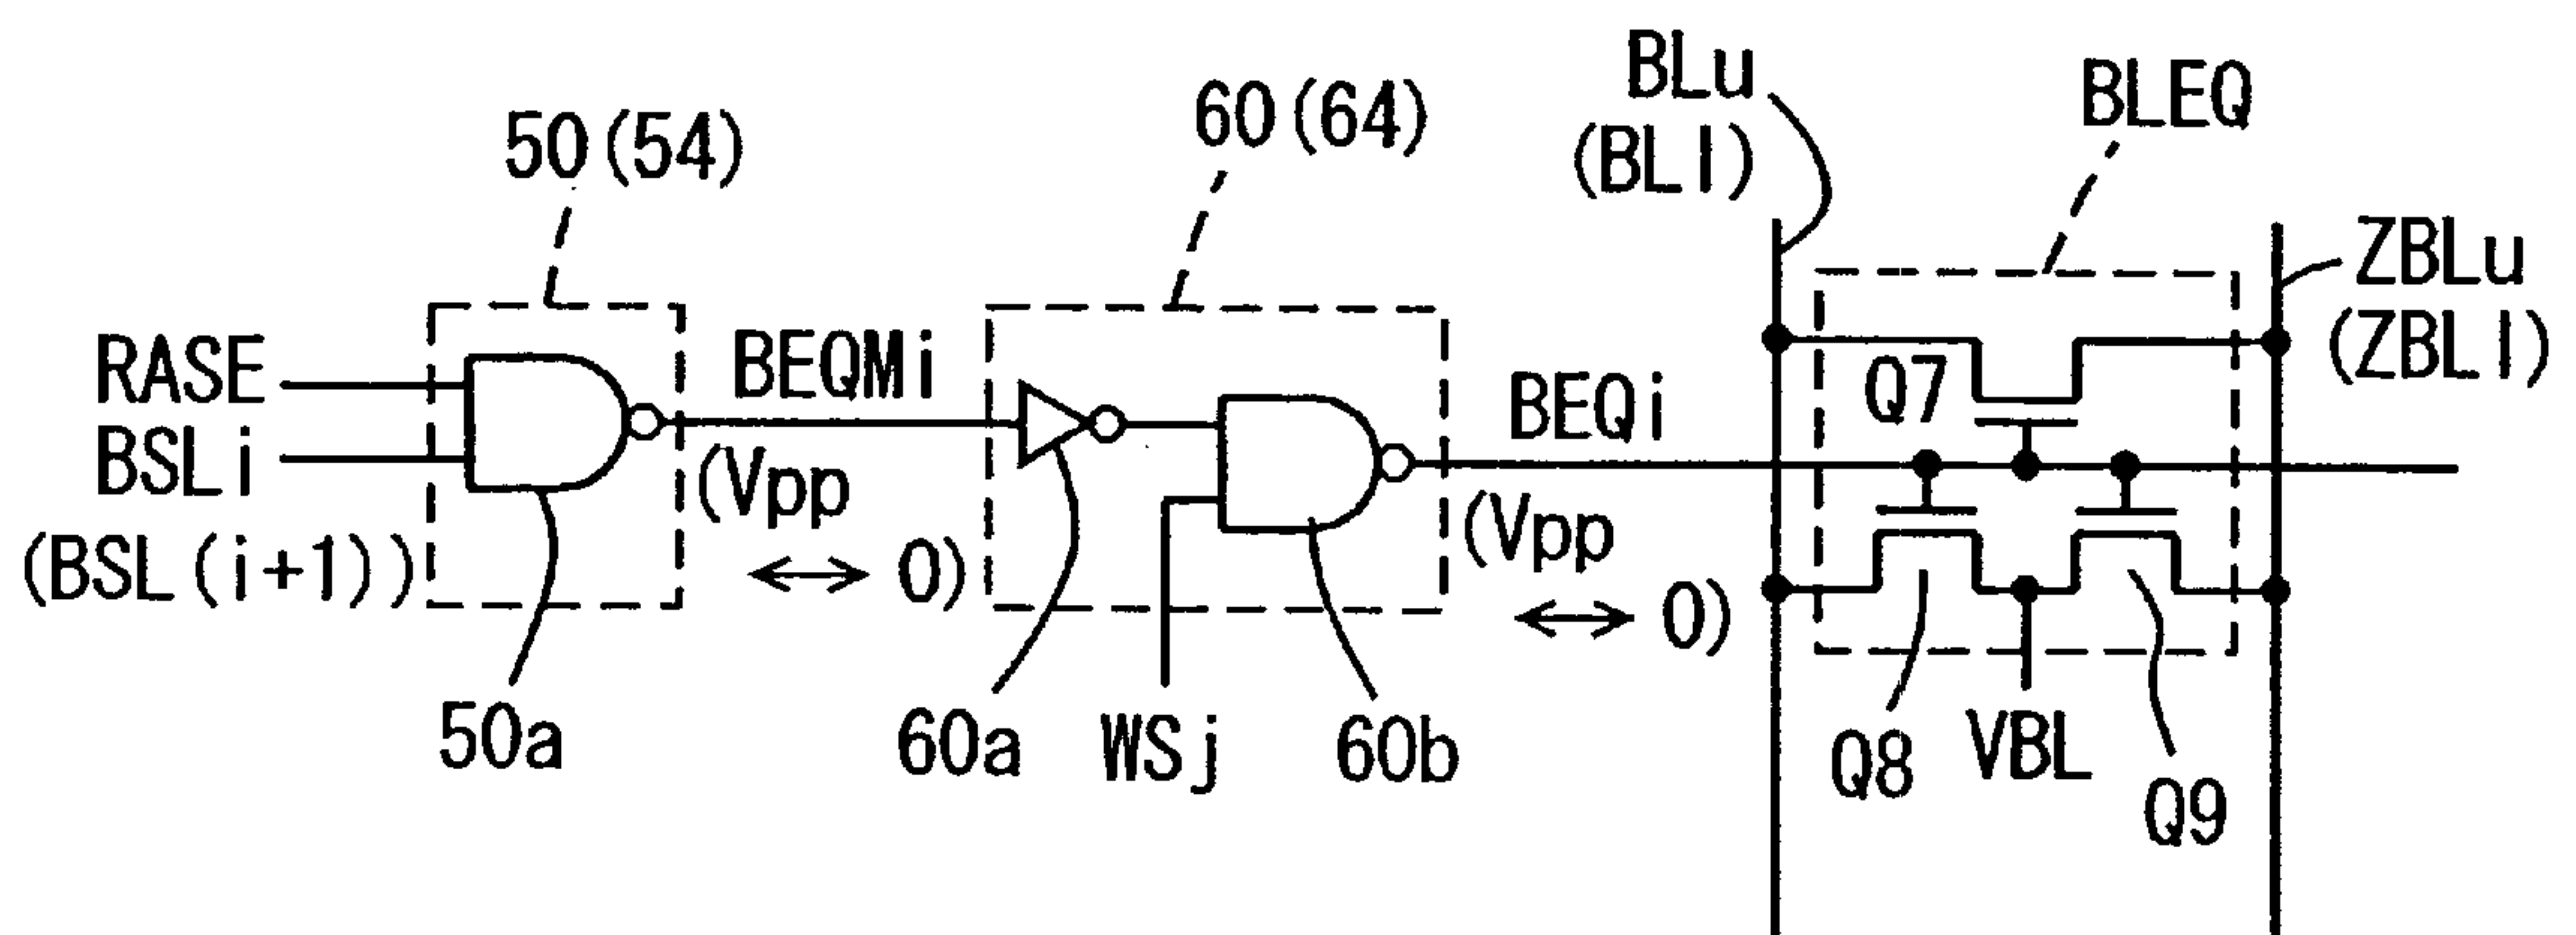 50(54)
60(64)
BLu
(BLl)
BLEQ
ZBLu
(ZBLl)
RASE
BSLi
(BSL(i+1))
BEQMi
(Vpp
↔ 0)
BEQi
(Vpp
↔ 0)
Q7
50a
60a
WSj
60b
Q8
VBL
Q9